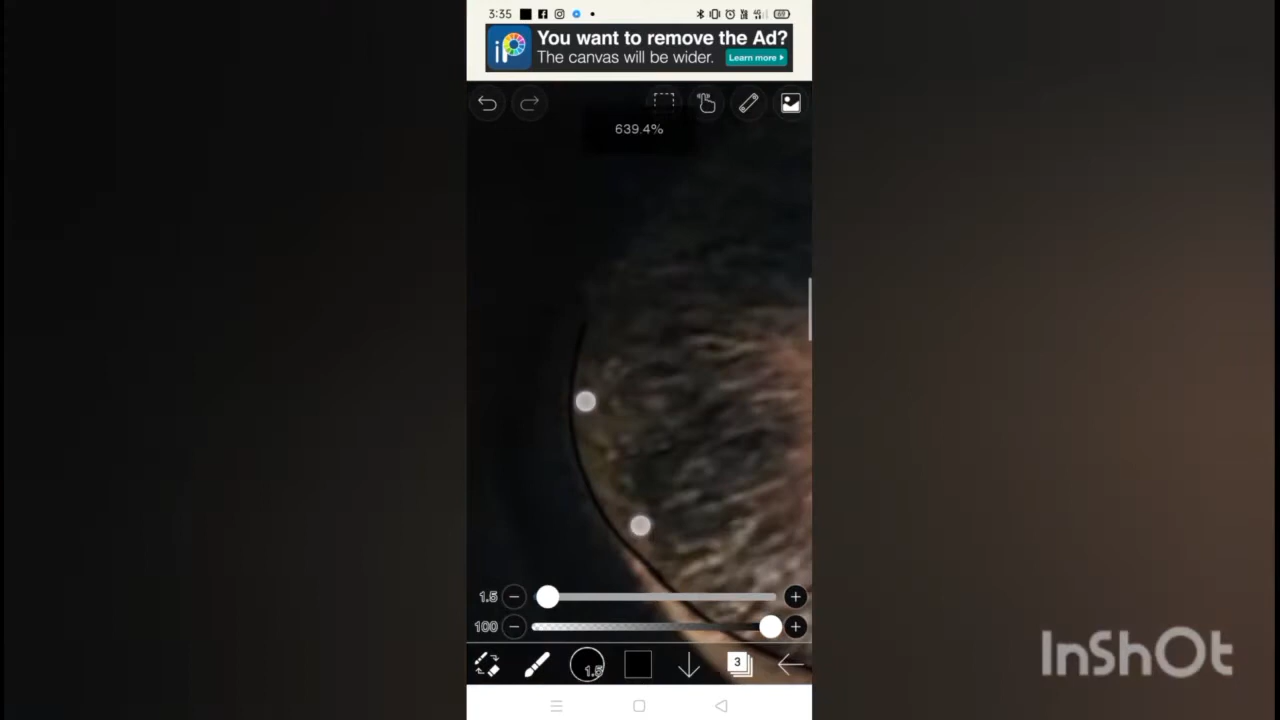 3:35
You want to remove the Ad?
The canvas will be wider.
Learn more
iP
639.4%
1.5
100
1.5
3
InShOt